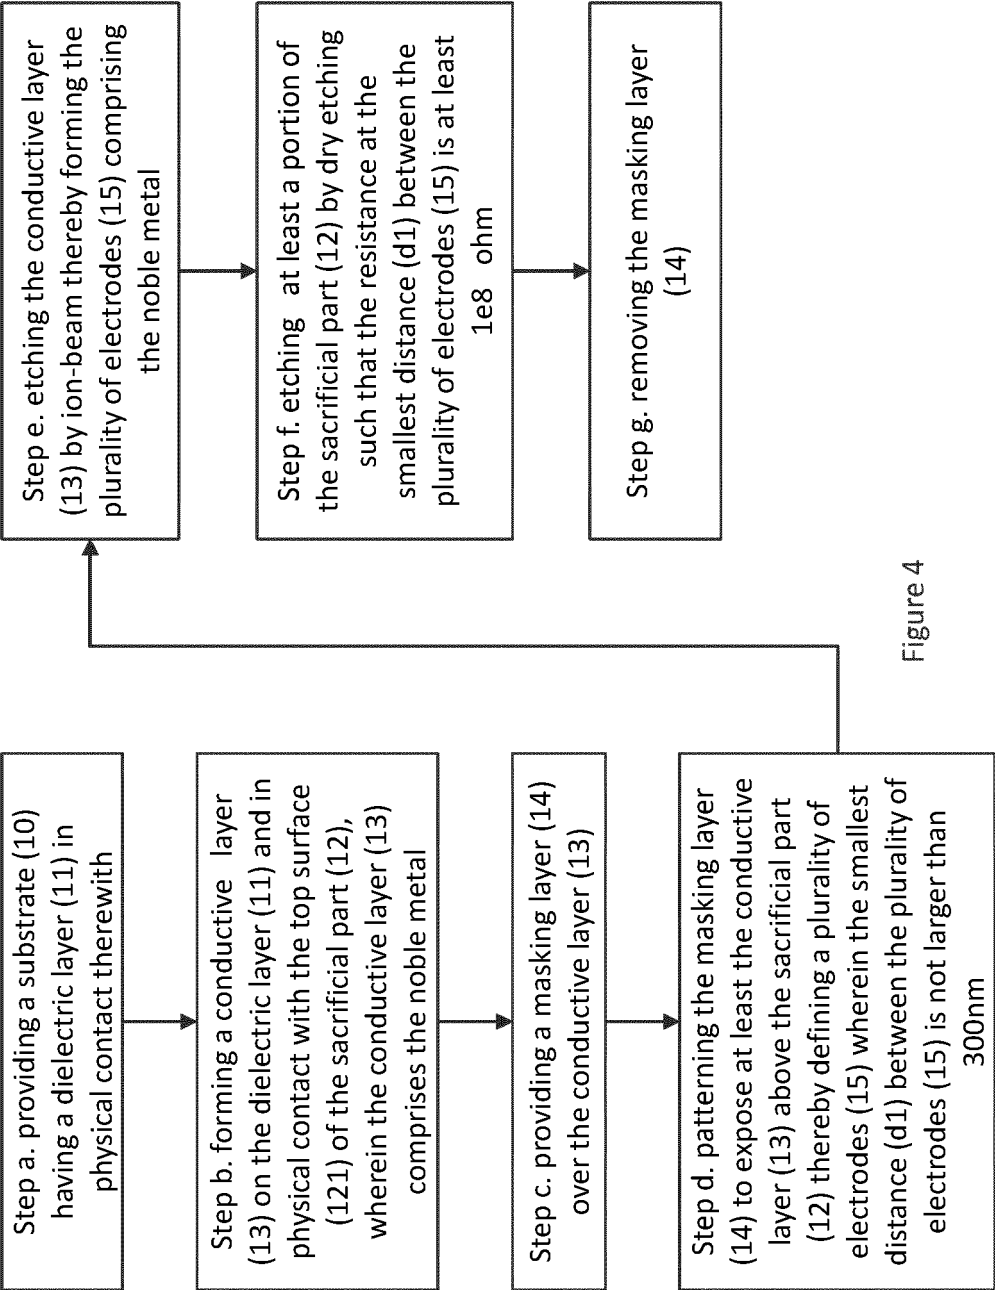 Step a. providing a substrate (10)
having a dielectric layer (11) in
physical contact therewith
Step b. forming a conductive layer
(13) on the dielectric layer (11) and in
physical contact with the top surface
(121) of the sacrificial part (12),
wherein the conductive layer (13)
comprises the noble metal
Step c. providing a masking layer (14)
over the conductive layer (13)
Step d. patterning the masking layer
(14) to expose at least the conductive
layer (13) above the sacrificial part
(12) thereby defining a plurality of
electrodes (15) wherein the smallest
distance (d1) between the plurality of
electrodes (15) is not larger than
300nm
Step e. etching the conductive layer
(13) by ion-beam thereby forming the
plurality of electrodes (15) comprising
the noble metal
Step f. etching at least a portion of
the sacrificial part (12) by dry etching
such that the resistance at the
smallest distance (d1) between the
plurality of electrodes (15) is at least
1e8 ohm
Step g. removing the masking layer
(14)
Figure 4